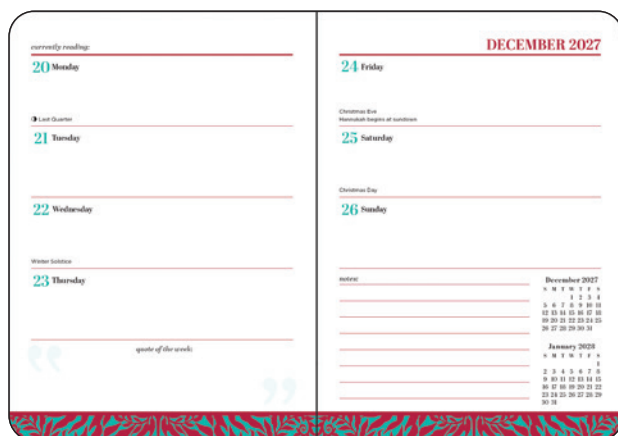 currently reading:
20 Monday
Last Quarter
21 Tuesday
22 Wednesday
Winter Solstice
23 Thursday
quote of the week:
DECEMBER 2027
24 Friday
Christmas Eve
Hanukkah begins at sundown
25 Saturday
Christmas Day
26 Sunday
notes:
December 2027
S M T W T F S
1 2 3 4
5 6 7 8 9 10 11
12 13 14 15 16 17 18
19 20 21 22 23 24 25
26 27 28 29 30 31
January 2028
S M T W T F S
1
2 3 4 5 6 7 8
9 10 11 12 13 14 15
16 17 18 19 20 21 22
23 24 25 26 27 28 29
30 31